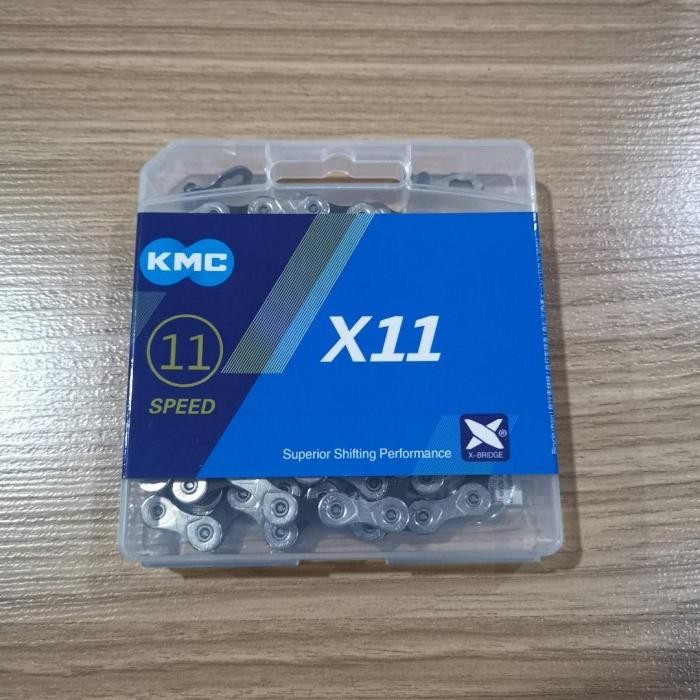 KMC
11
SPEED
X11
Superior Shifting Performance
®
X-BRIDGE